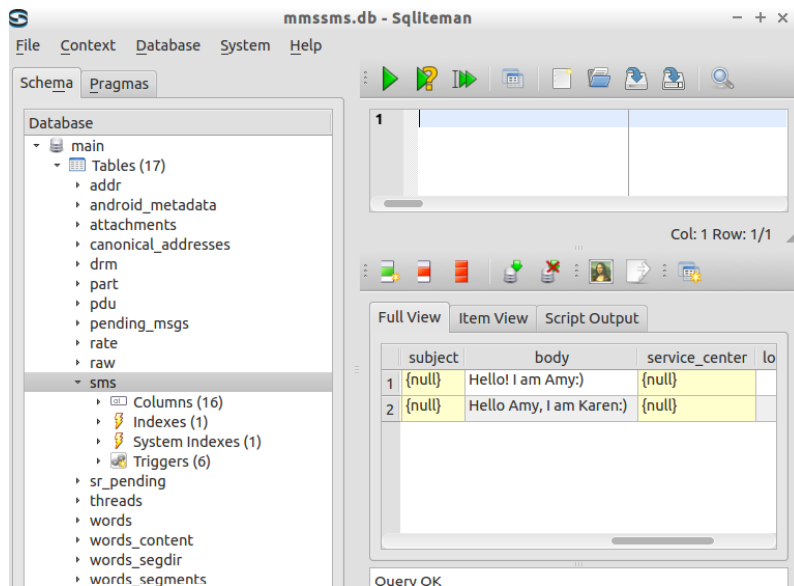 mmssms.db - Sqliteman
File Context Database System Help
Schema Pragmas
Database
main
Tables (17)
addr
android_metadata
attachments
canonical_addresses
drm
part
pdu
pending_msgs
rate
raw
sms
Columns (16)
Indexes (1)
System Indexes (1)
Triggers (6)
sr_pending
threads
words
words_content
words_segdir
words_segments
1
Col: 1 Row: 1/1
Full View Item View Script Output
subject body service_center lo
1 {null} Hello! I am Amy:) {null}
2 {null} Hello Amy, I am Karen:) {null}
Query OK